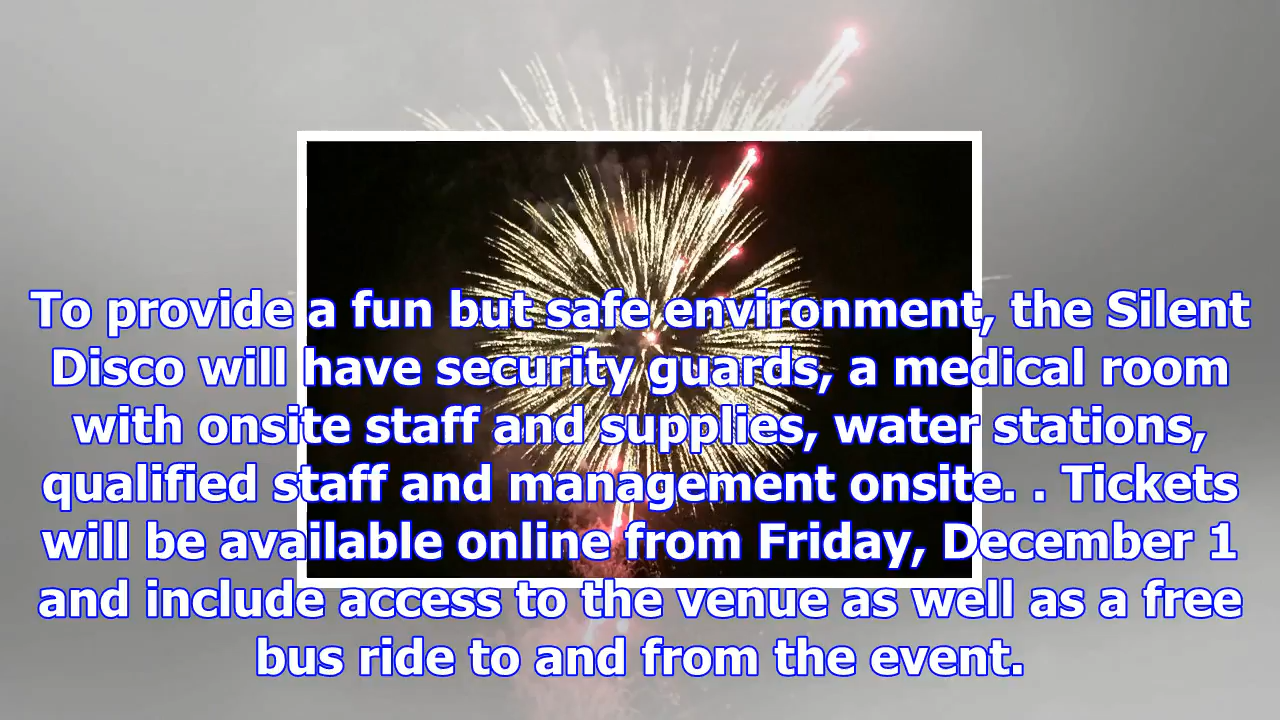 To provide a fun but safe environment, the Silent
Disco will have security guards, a medical room
with onsite staff and supplies, water stations,
qualified staff and management onsite. . Tickets
will be available online from Friday, December 1
and include access to the venue as well as a free
bus ride to and from the event.